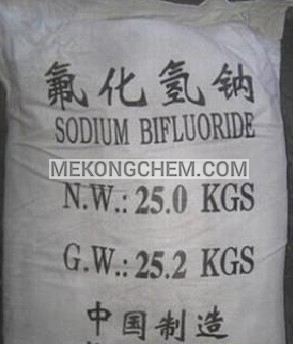 氟化氢钠
SODIUM BIFLUORIDE
MEKONGCHEM.COM
N.W.: 25.0 KGS
G.W.: 25.2 KGS
中国制造